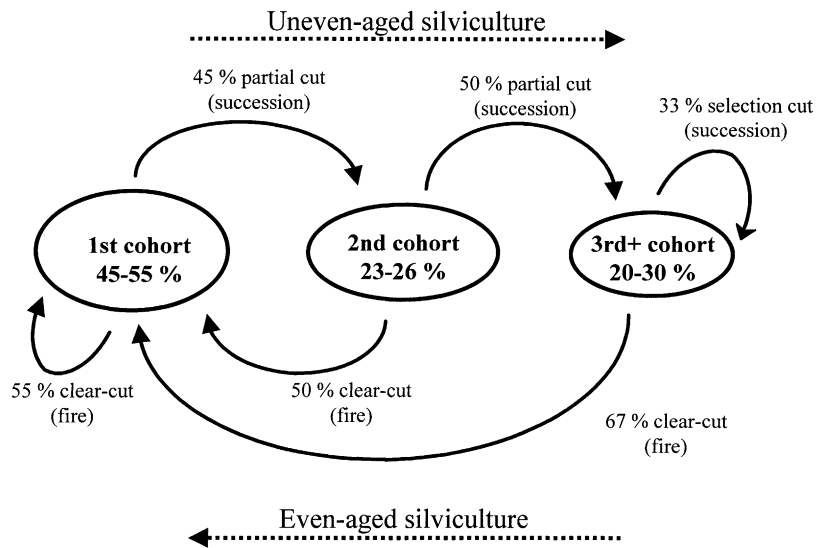 Uneven-aged silviculture
45 % partial cut
(succession)
50 % partial cut
(succession)
33 % selection cut
(succession)
1st cohort
45-55 %
2nd cohort
23-26 %
3rd+ cohort
20-30 %
55 % clear-cut
(fire)
50 % clear-cut
(fire)
67 % clear-cut
(fire)
Even-aged silviculture